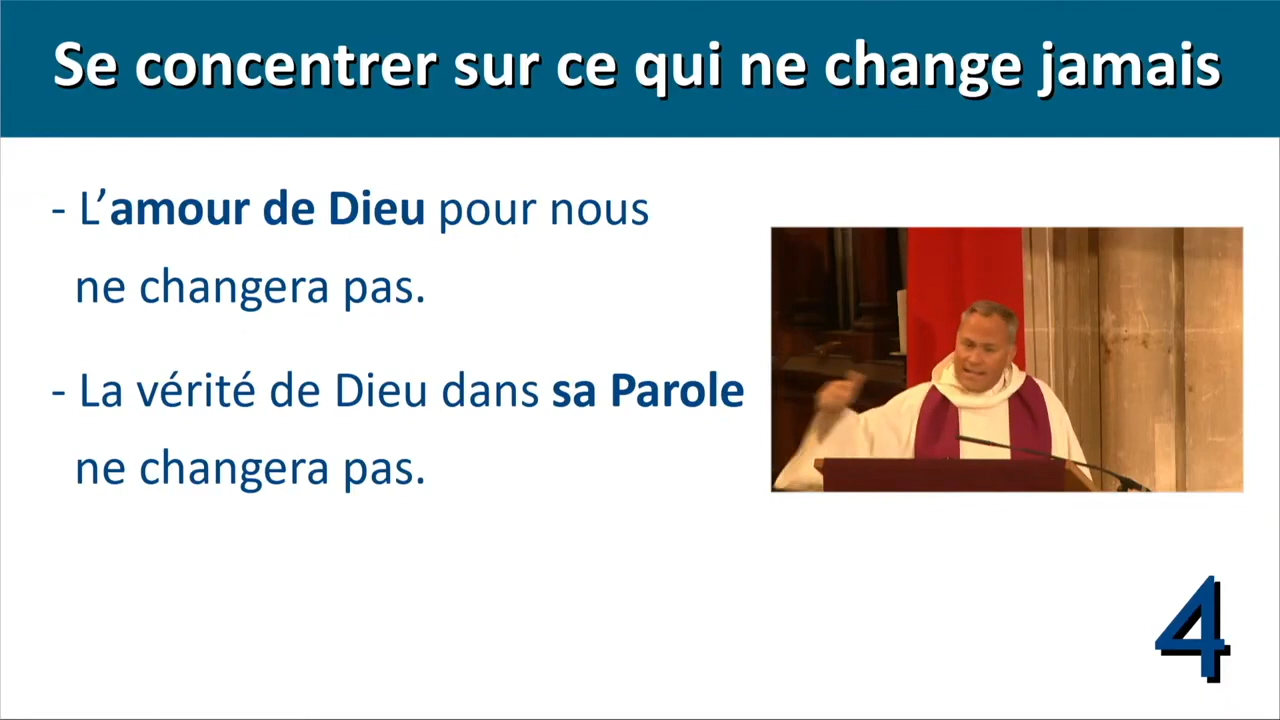 Se concentrer sur ce qui ne change jamais
- L’amour de Dieu pour nous
ne changera pas.
- La vérité de Dieu dans sa Parole
ne changera pas.
4